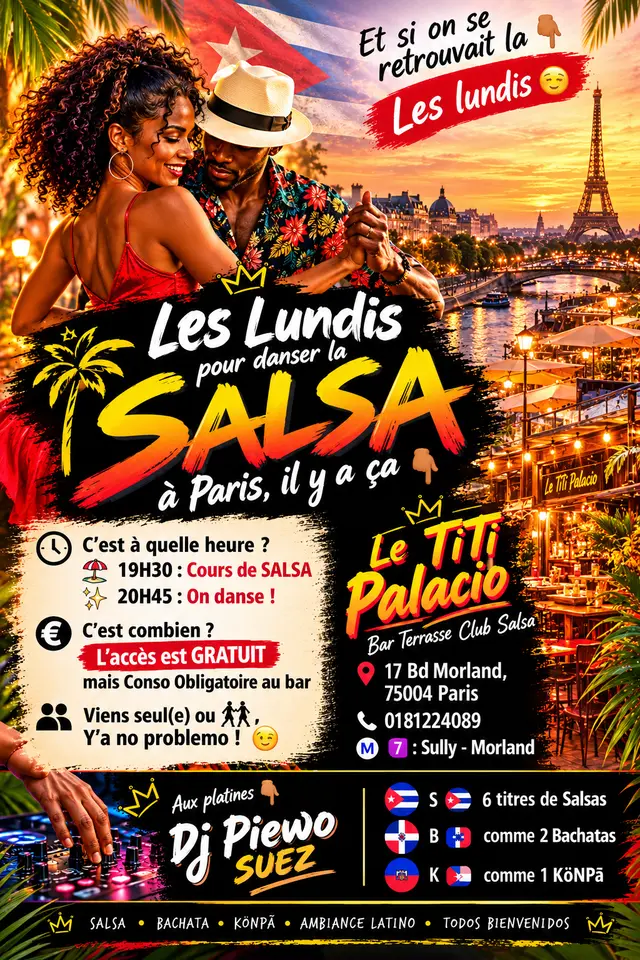 Et si on se
retrouvait la 👇🏽
Les lundis 😉
Les Lundis
pour danser la
SALSA
à Paris, il y a ça 👇🏽
C'est à quelle heure ?
⛱️ 19H30 : Cours de SALSA
✨ 20H45 : On danse !
€ C'est combien ?
L'accès est GRATUIT
mais Conso Obligatoire au bar
Viens seul(e) ou 👫,
Y'a no problemo ! 😉
Le TiTi Palacio
Le TiTi
Palacio
Bar Terrasse Club Salsa
17 Bd Morland,
75004 Paris
0181224089
M 7 : Sully - Morland
Aux platines 👇🏽
Dj Piewo
SUEZ
S 6 titres de Salsas
B comme 2 Bachatas
K comme 1 KöNPã
SALSA • BACHATA • KÖNPÃ • AMBIANCE LATINO • TODOS BIENVENIDOS